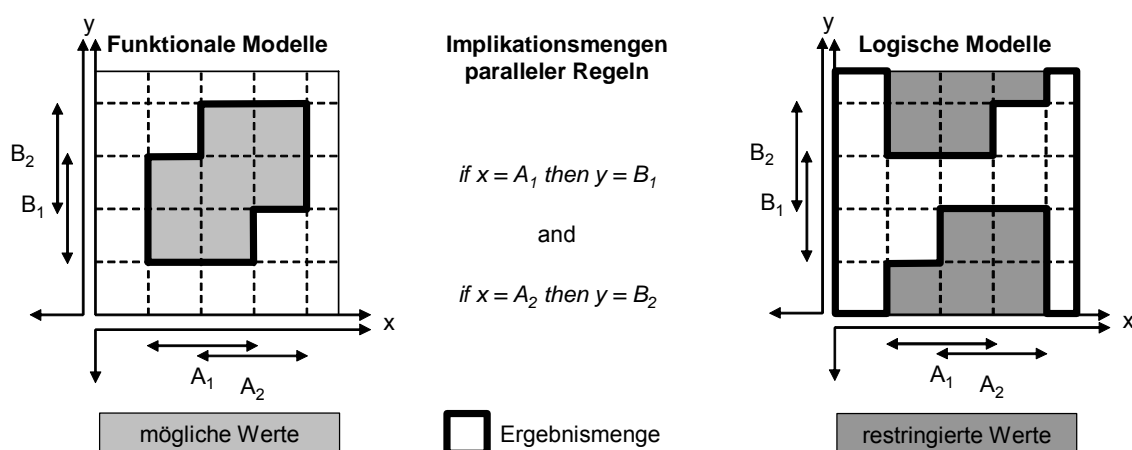 y
Funktionale Modelle
B₂
B₁
x
A₁
A₂
mögliche Werte
Implikationsmengen
paralleler Regeln
if x = A₁ then y = B₁
and
if x = A₂ then y = B₂
Ergebnismenge
y
Logische Modelle
B₂
B₁
x
A₁
A₂
restringierte Werte